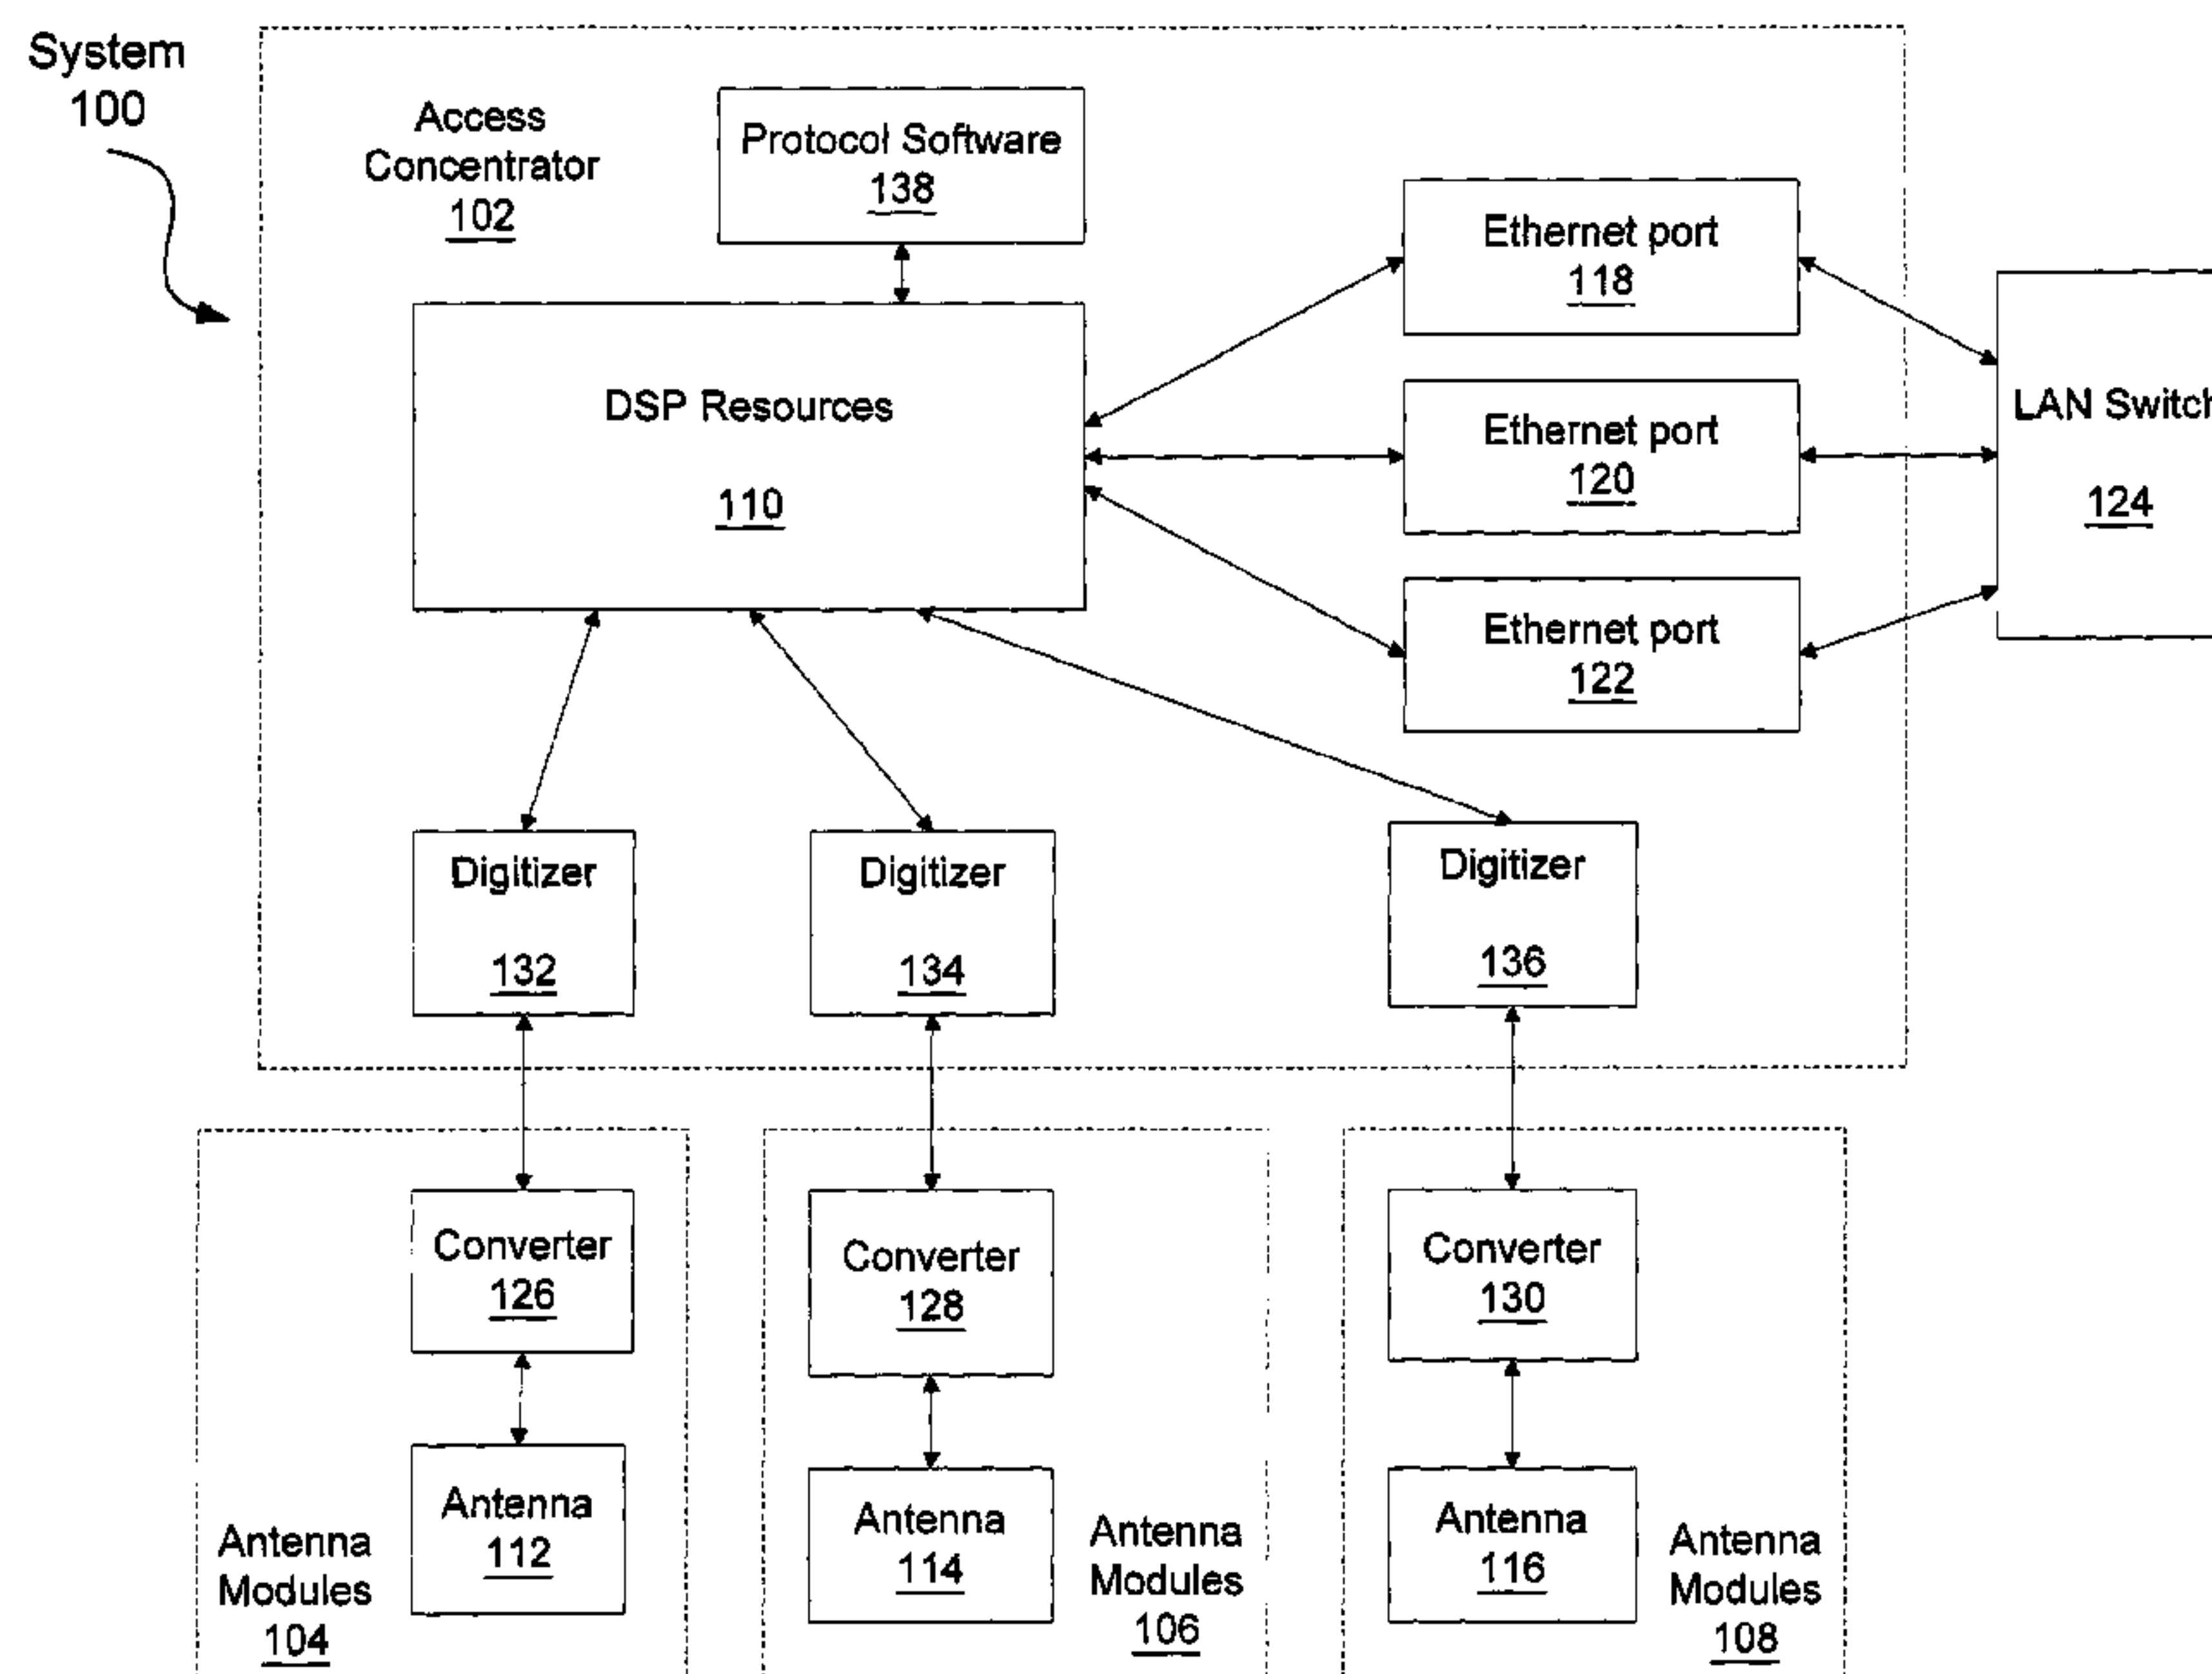 System
100
Access
Concentrator
102
Protocol Software
138
Ethernet port
118
DSP Resources
110
Ethernet port
120
LAN Switch
124
Ethernet port
122
Digitizer
132
Digitizer
134
Digitizer
136
Converter
126
Converter
128
Converter
130
Antenna
112
Antenna
Modules
104
Antenna
114
Antenna
Modules
106
Antenna
116
Antenna
Modules
108